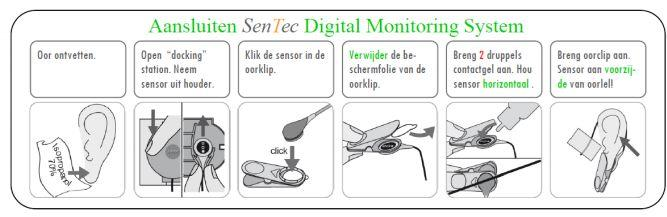 Aansluiten SenTec Digital Monitoring System
Oor ontvetten.
Open “docking”
station. Neem
sensor uit houder.
Klik de sensor in de
oorklip.
Verwijder de be-
schermfolie van de
oorklip.
Breng 2 druppels
contactgel aan. Hou
sensor horizontaal .
Breng oorclip aan.
Sensor aan voorzij-
de van oorlel!
isopropanol
70%
click